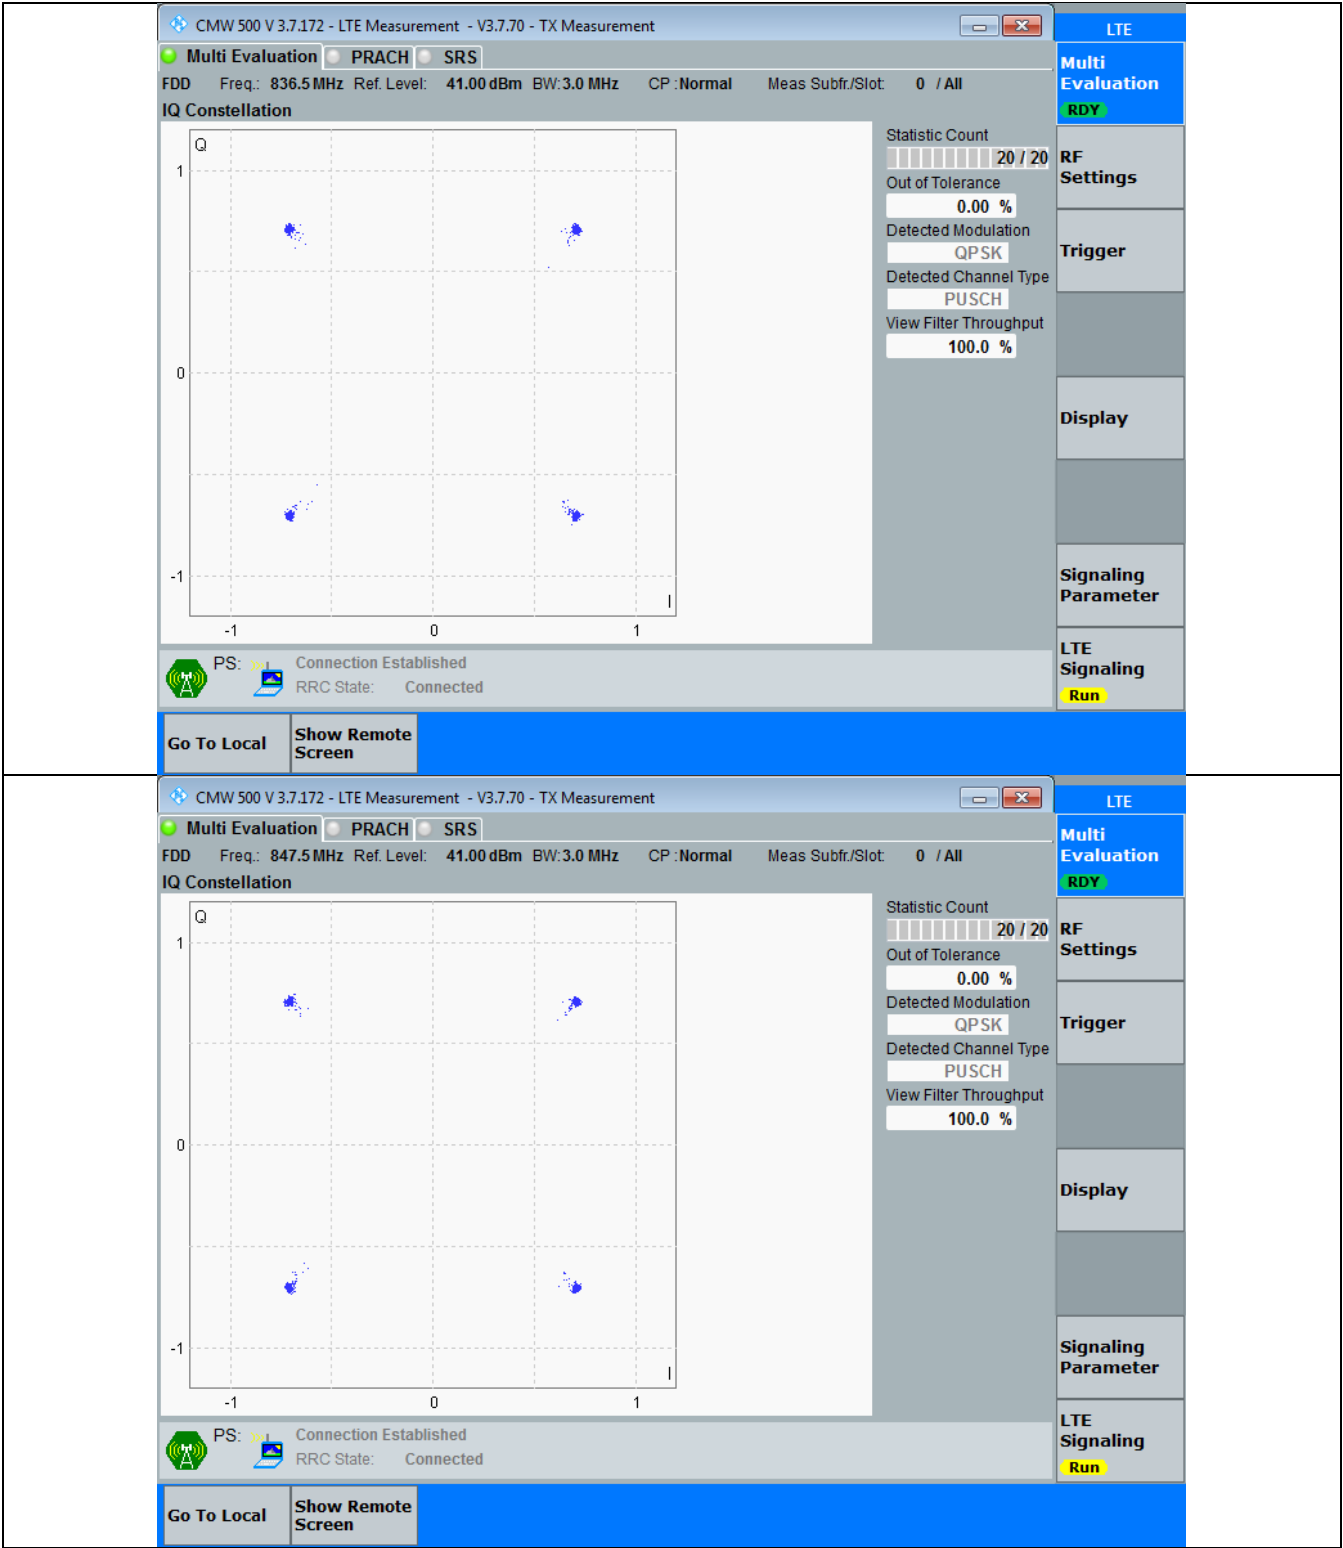 CMW 500 V 3.7.172 - LTE Measurement - V3.7.70 - TX Measurement
LTE
Multi Evaluation PRACH SRS
Multi
Evaluation
RDY
FDD Freq.: 836.5 MHz Ref. Level: 41.00 dBm BW: 3.0 MHz CP : Normal Meas Subfr./Slot: 0 / All
IQ Constellation
Q
1
0
-1
I
-1 0 1
Statistic Count
20 / 20
Out of Tolerance
0.00 %
Detected Modulation
QPSK
Detected Channel Type
PUSCH
View Filter Throughput
100.0 %
RF
Settings
Trigger
Display
Signaling
Parameter
LTE
Signaling
Run
PS: Connection Established
RRC State: Connected
Go To Local
Show Remote
Screen
CMW 500 V 3.7.172 - LTE Measurement - V3.7.70 - TX Measurement
LTE
Multi Evaluation PRACH SRS
Multi
Evaluation
RDY
FDD Freq.: 847.5 MHz Ref. Level: 41.00 dBm BW: 3.0 MHz CP : Normal Meas Subfr./Slot: 0 / All
IQ Constellation
Q
1
0
-1
I
-1 0 1
Statistic Count
20 / 20
Out of Tolerance
0.00 %
Detected Modulation
QPSK
Detected Channel Type
PUSCH
View Filter Throughput
100.0 %
RF
Settings
Trigger
Display
Signaling
Parameter
LTE
Signaling
Run
PS: Connection Established
RRC State: Connected
Go To Local
Show Remote
Screen